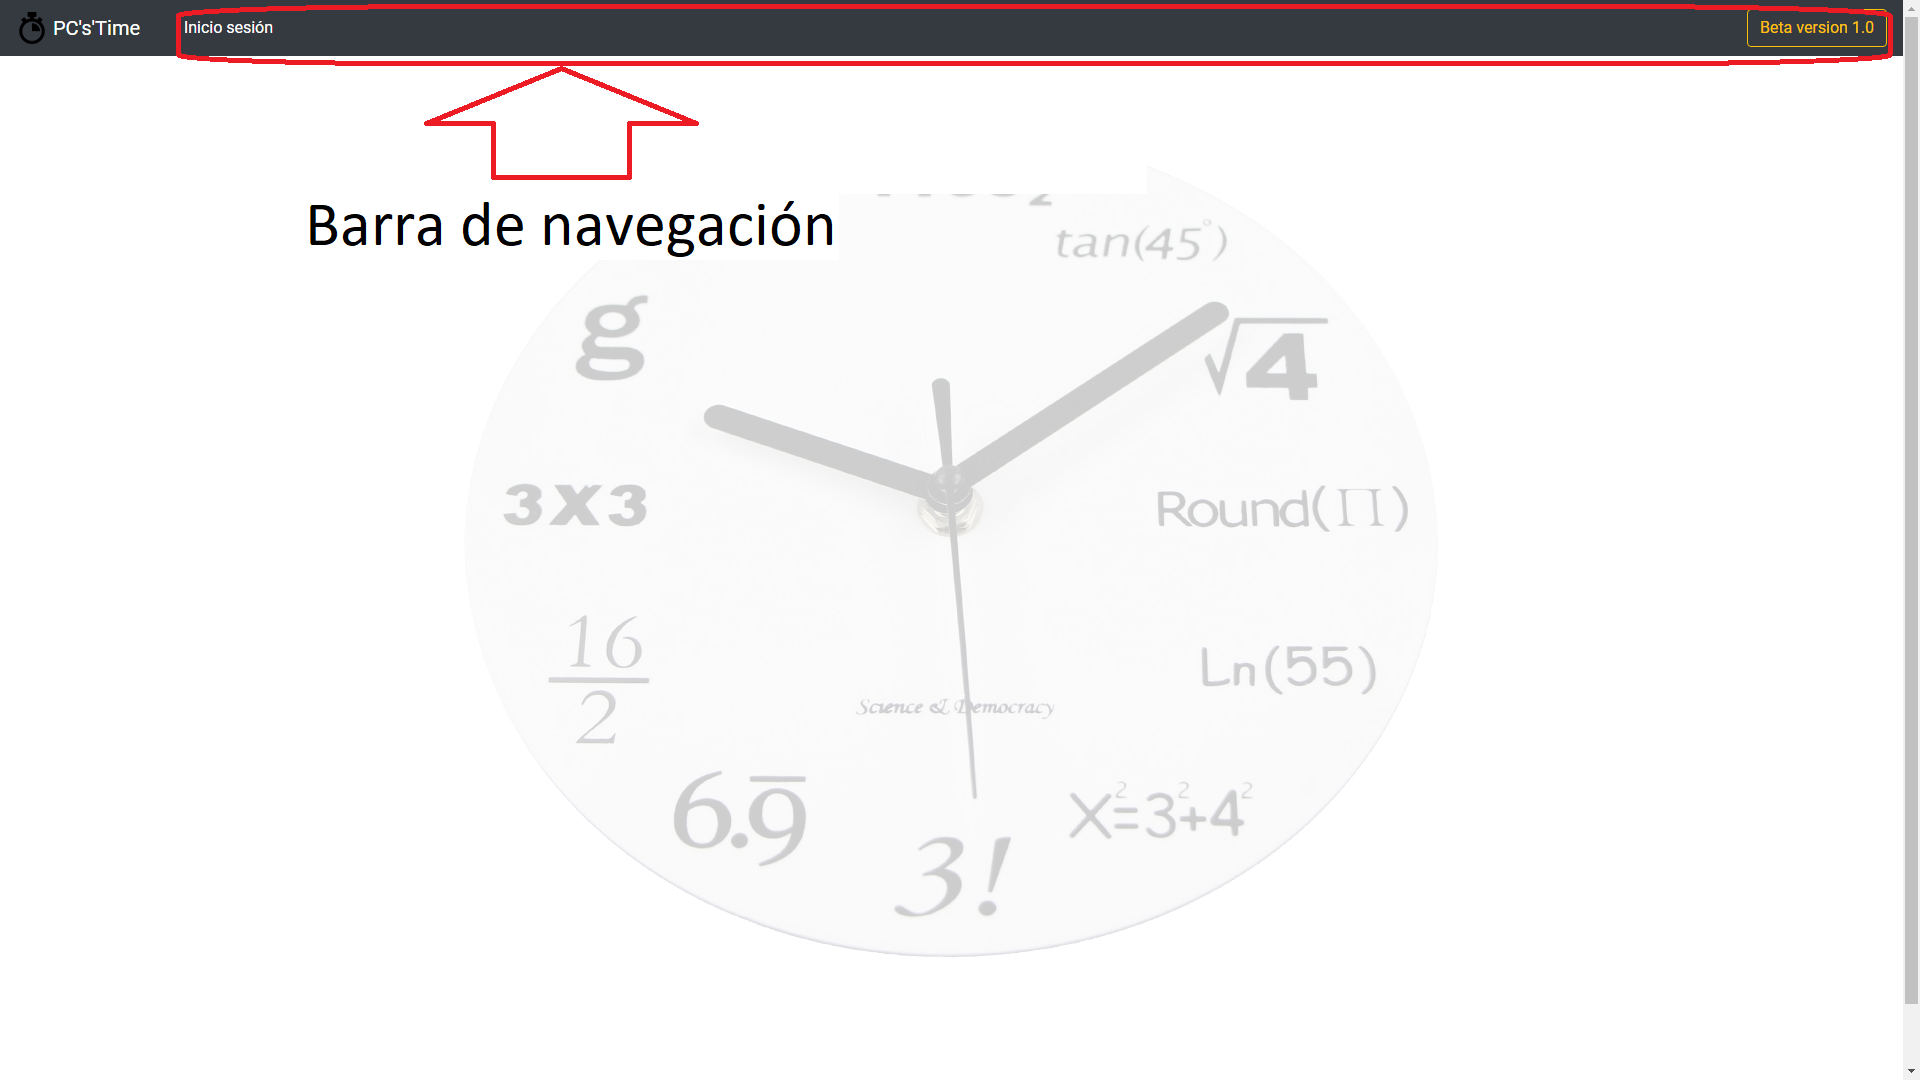 PC's'Time
Inicio sesión
Beta version 1.0
Barra de navegación
tan(45°)
g
√4
3X3
Round(Π)
16
2
Ln(55)
Science & Democracy
6.9̅
X²=3²+4²
3!